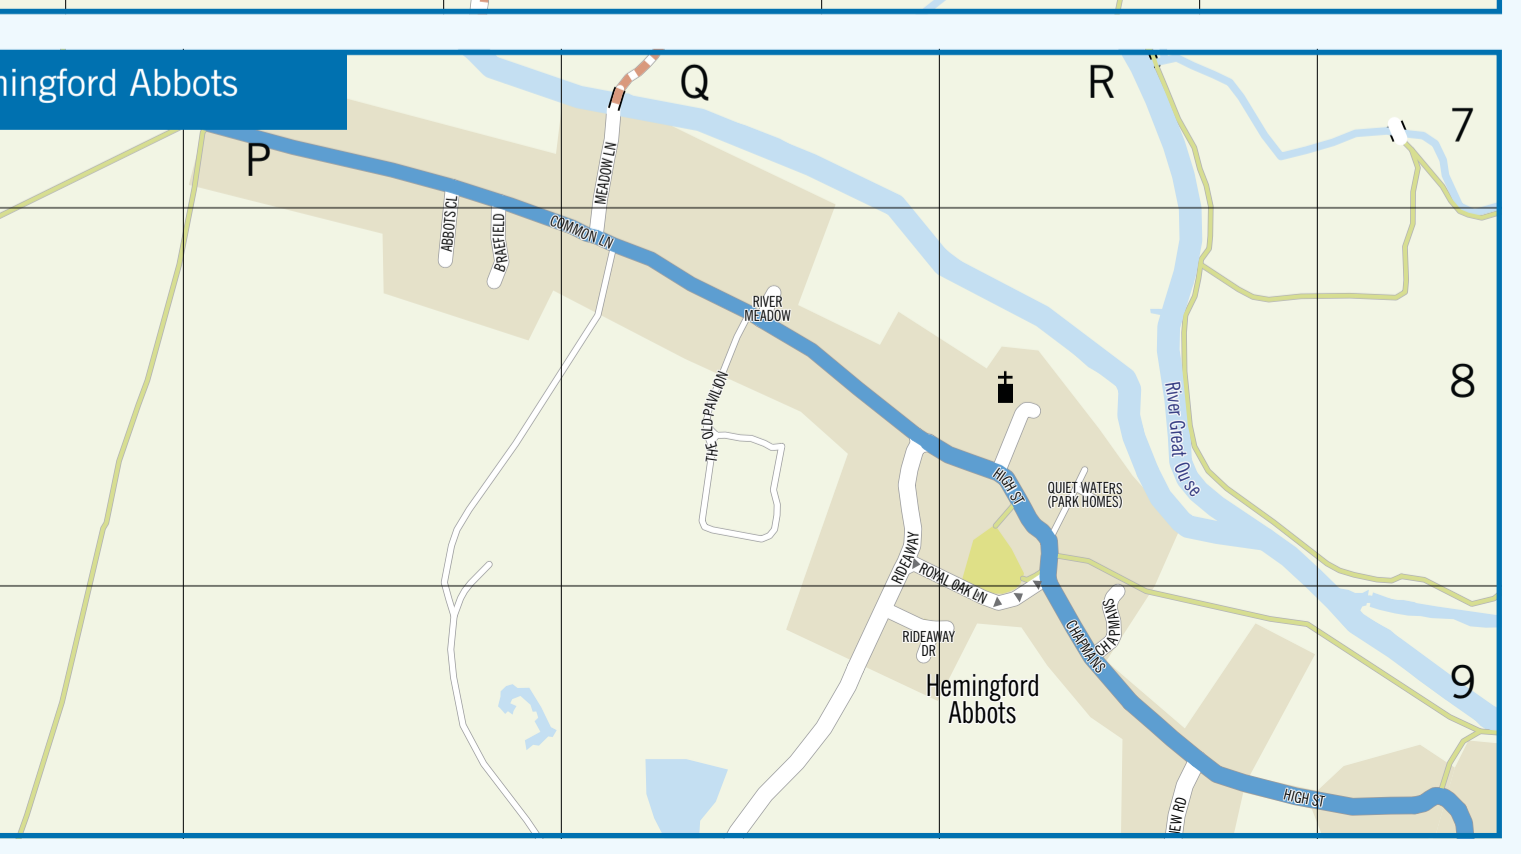 Abbots
Q
R
7
P
MEADOW LN
ABBOTS CL
BRAEFIELD
COMMON LN
RIVER
MEADOW
THE OLD PAVILION
8
River Great Ouse
HIGH ST
QUIET WATERS
(PARK HOMES)
RIDEAWAY
ROYAL OAK LN
RIDEAWAY
DR
CHAPMANS
CHAPMANS
Hemingford
Abbots
9
HIGH ST
RD